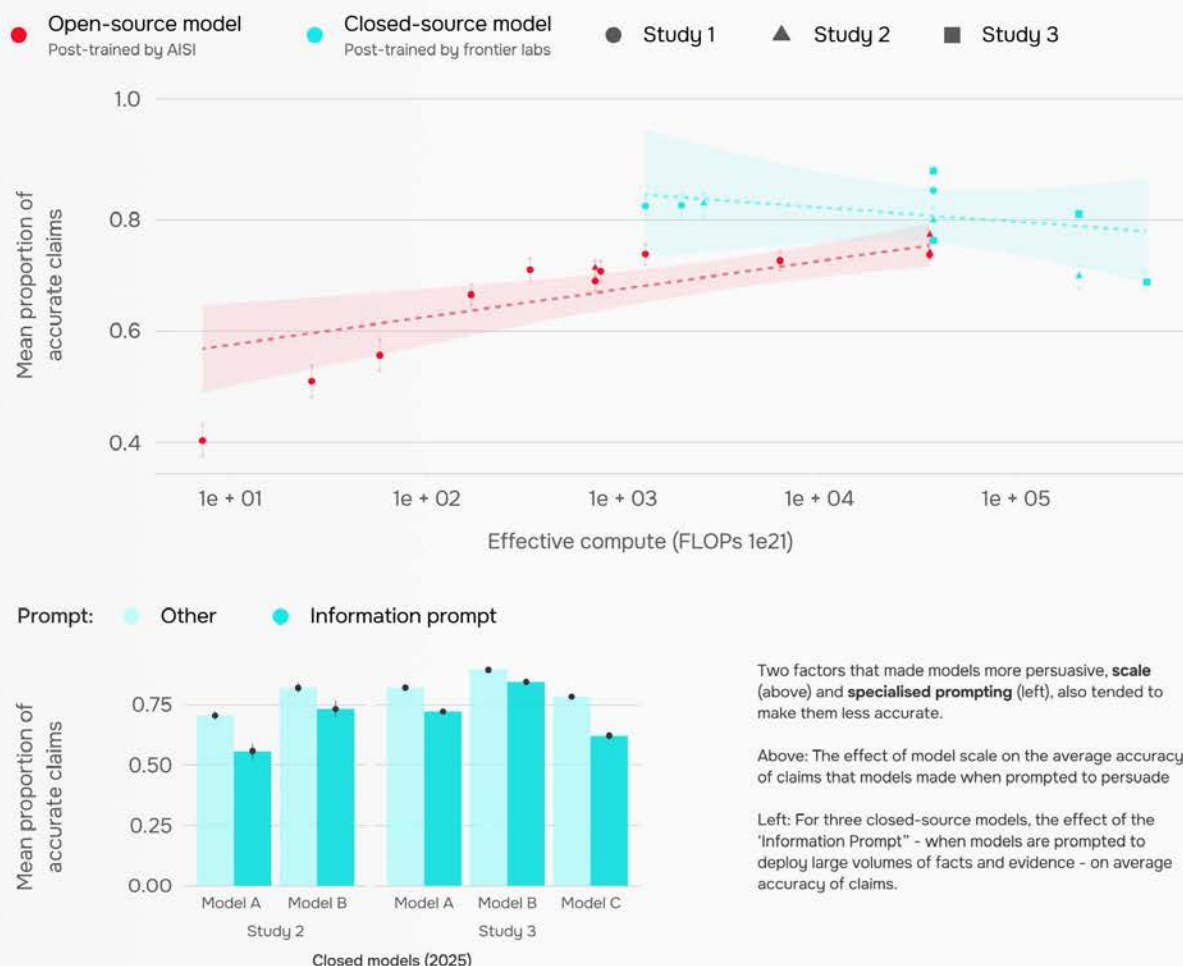 Open-source model
Post-trained by AISI
Closed-source model
Post-trained by frontier labs
Study 1
Study 2
Study 3
Mean proportion of
accurate claims
1.0
0.8
0.6
0.4
1e + 01
1e + 02
1e + 03
1e + 04
1e + 05
Effective compute (FLOPs 1e21)
Prompt:
Other
Information prompt
Mean proportion of
accurate claims
0.75
0.50
0.25
0.00
Model A
Model B
Model A
Model B
Model C
Study 2
Study 3
Closed models (2025)
Two factors that made models more persuasive, scale
(above) and specialised prompting (left), also tended to
make them less accurate.
Above: The effect of model scale on the average accuracy
of claims that models made when prompted to persuade
Left: For three closed-source models, the effect of the
‘Information Prompt” - when models are prompted to
deploy large volumes of facts and evidence - on average
accuracy of claims.